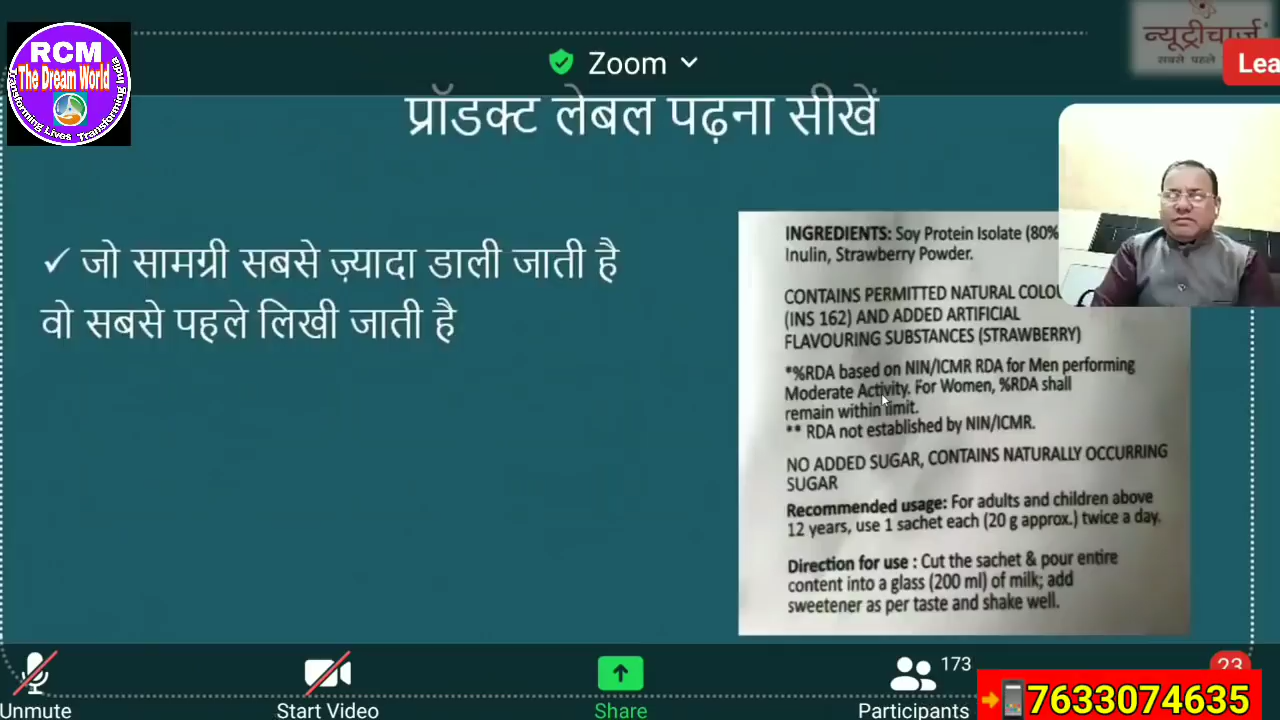 RCM
The Dream World
Transforming Lives Transforming India
Zoom
न्यूट्रीचार्ज
सबसे पहले
Lea
प्रॉडक्ट लेबल पढ़ना सीखें
✓ जो सामग्री सबसे ज़्यादा डाली जाती है
वो सबसे पहले लिखी जाती है
INGREDIENTS: Soy Protein Isolate (80%
Inulin, Strawberry Powder.
CONTAINS PERMITTED NATURAL COLOU
(INS 162) AND ADDED ARTIFICIAL
FLAVOURING SUBSTANCES (STRAWBERRY)
*%RDA based on NIN/ICMR RDA for Men performing
Moderate Activity. For Women, %RDA shall
remain within limit.
** RDA not established by NIN/ICMR.
NO ADDED SUGAR, CONTAINS NATURALLY OCCURRING
SUGAR
Recommended usage: For adults and children above
12 years, use 1 sachet each (20 g approx.) twice a day.
Direction for use : Cut the sachet & pour entire
content into a glass (200 ml) of milk; add
sweetener as per taste and shake well.
173
23
Unmute
Start Video
Share
Participants
7633074635